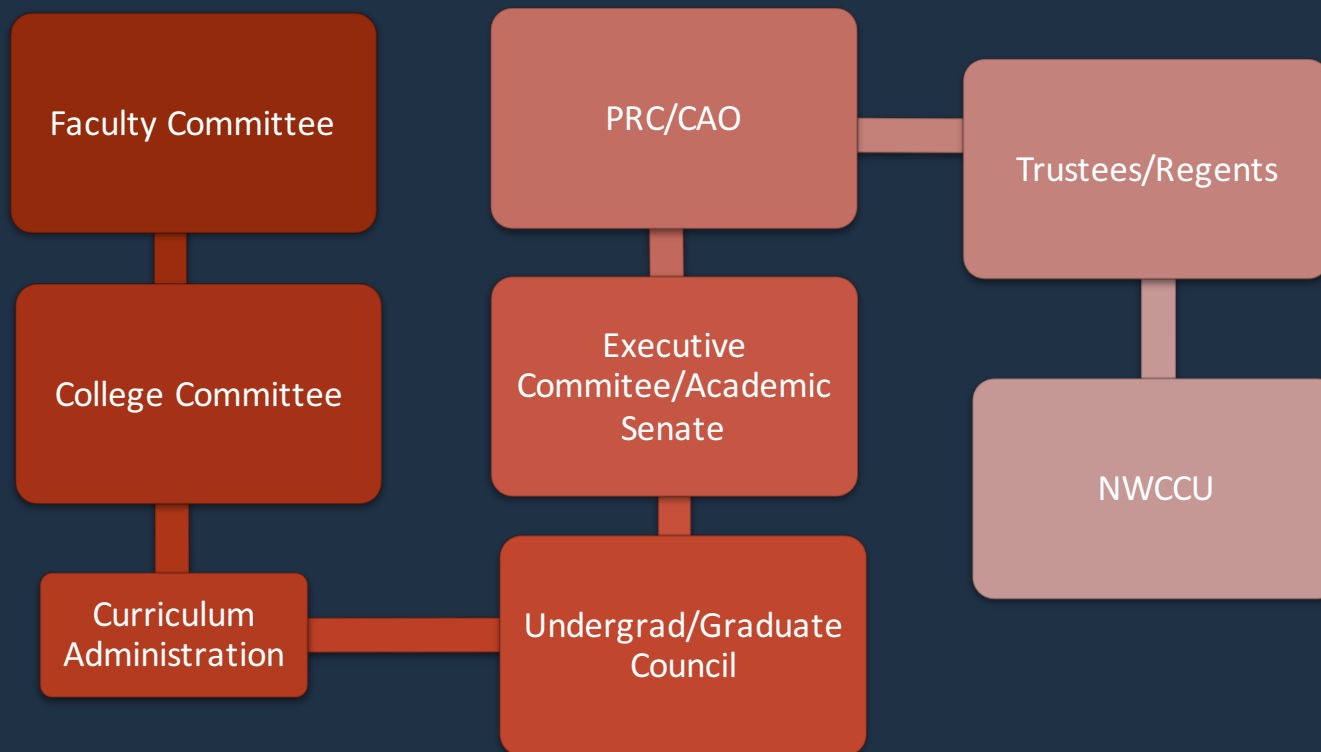 Faculty Committee
College Committee
Curriculum
Administration
Undergrad/Graduate
Council
Executive
Commitee/Academic
Senate
PRC/CAO
Trustees/Regents
NWCCU